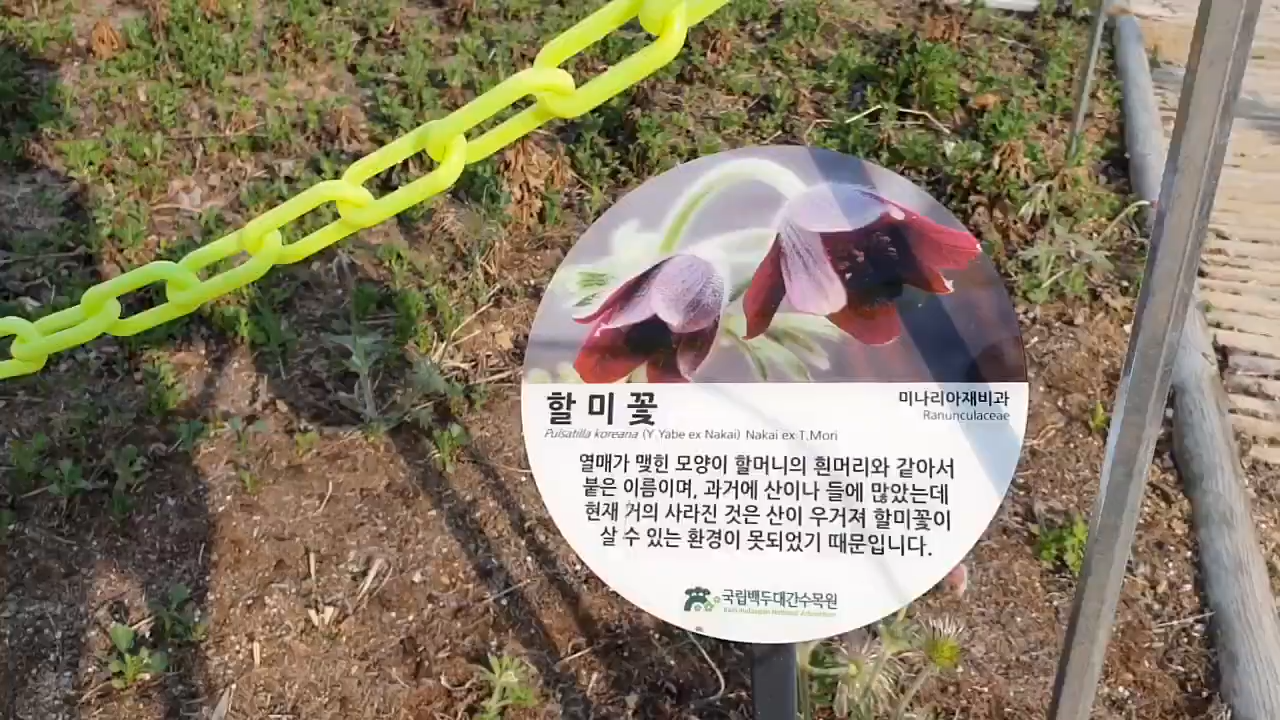 할미꽃
미나리아재비과
Ranunculaceae
Pulsatilla koreana (Y.Yabe ex Nakai) Nakai ex T.Mori
열매가 맺힌 모양이 할머니의 흰머리와 같아서
붙은 이름이며, 과거에 산이나 들에 많았는데
현재 거의 사라진 것은 산이 우거져 할미꽃이
살 수 있는 환경이 못되었기 때문입니다.
국립백두대간수목원
Baekdudaegan National Arboretum